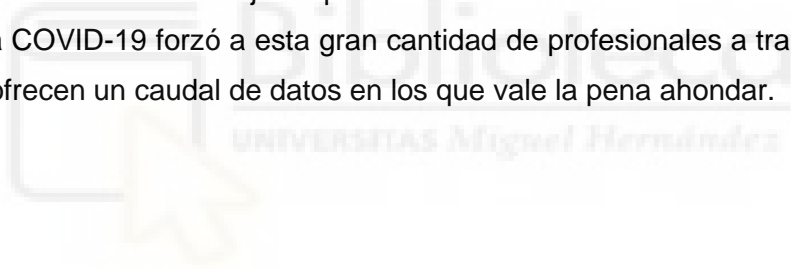 COVID-19 forzó a esta gran cantidad de profesionales a tra
ofrecen un caudal de datos en los que vale la pena ahondar.
Biblioteca
UNIVERSITAS Miguel Hernández